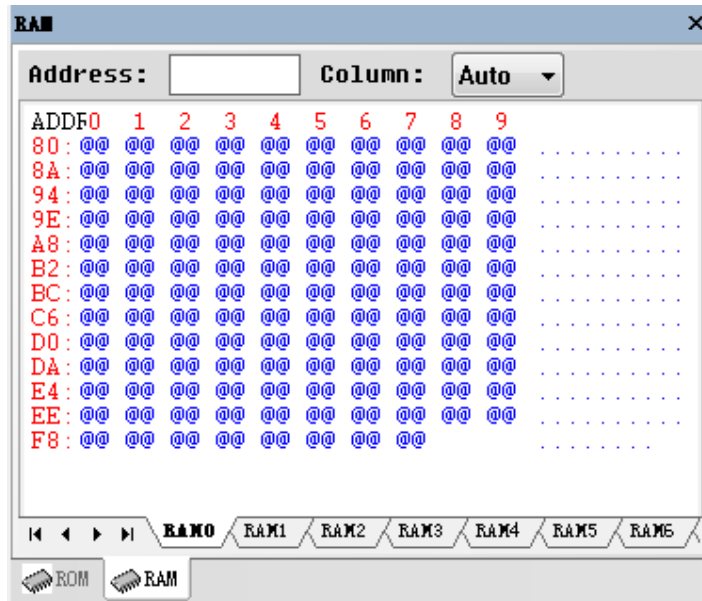 RAM ×
Address: Column: Auto
ADDR0 1 2 3 4 5 6 7 8 9
80: @@ @@ @@ @@ @@ @@ @@ @@ @@ @@ ..........
8A: @@ @@ @@ @@ @@ @@ @@ @@ @@ @@ ..........
94: @@ @@ @@ @@ @@ @@ @@ @@ @@ @@ ..........
9E: @@ @@ @@ @@ @@ @@ @@ @@ @@ @@ ..........
A8: @@ @@ @@ @@ @@ @@ @@ @@ @@ @@ ..........
B2: @@ @@ @@ @@ @@ @@ @@ @@ @@ @@ ..........
BC: @@ @@ @@ @@ @@ @@ @@ @@ @@ @@ ..........
C6: @@ @@ @@ @@ @@ @@ @@ @@ @@ @@ ..........
D0: @@ @@ @@ @@ @@ @@ @@ @@ @@ @@ ..........
DA: @@ @@ @@ @@ @@ @@ @@ @@ @@ @@ ..........
E4: @@ @@ @@ @@ @@ @@ @@ @@ @@ @@ ..........
EE: @@ @@ @@ @@ @@ @@ @@ @@ @@ @@ ..........
F8: @@ @@ @@ @@ @@ @@ @@ @@ ........
RAM0 RAM1 RAM2 RAM3 RAM4 RAM5 RAM6
ROM RAM